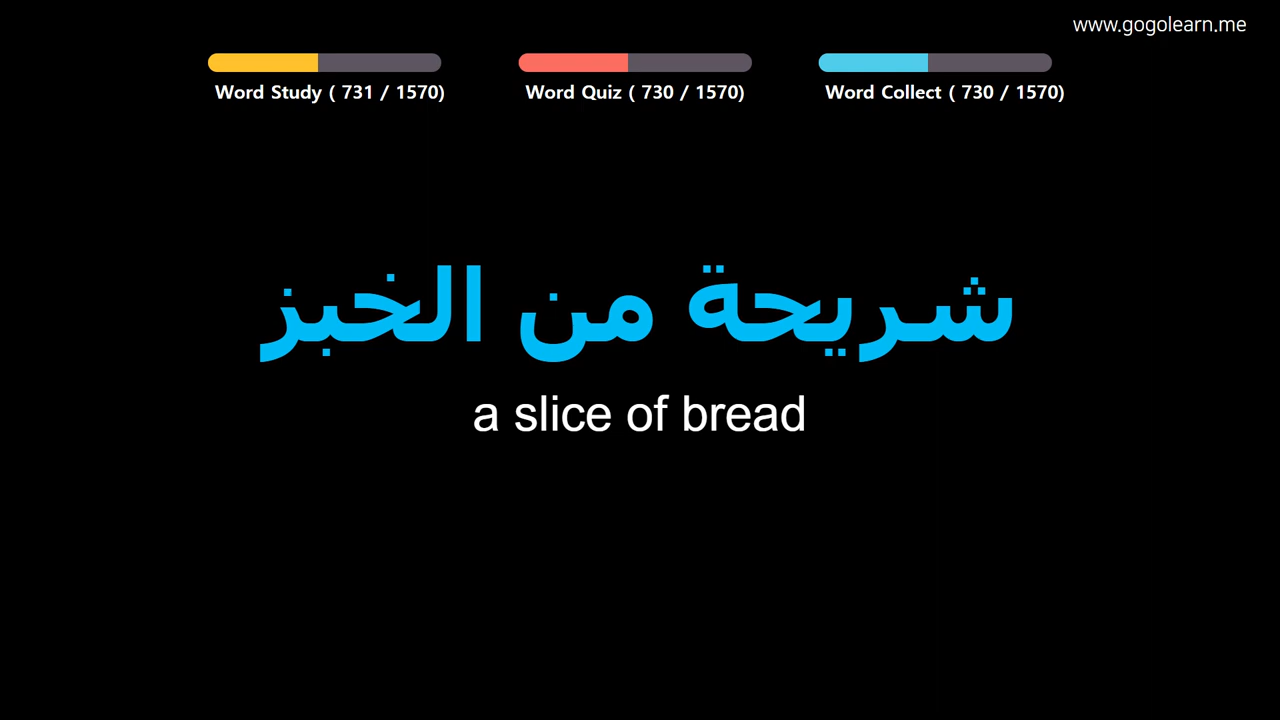 www.gogolearn.me
Word Study ( 731 / 1570)
Word Quiz ( 730 / 1570)
Word Collect ( 730 / 1570)
شريحة من الخبز
a slice of bread